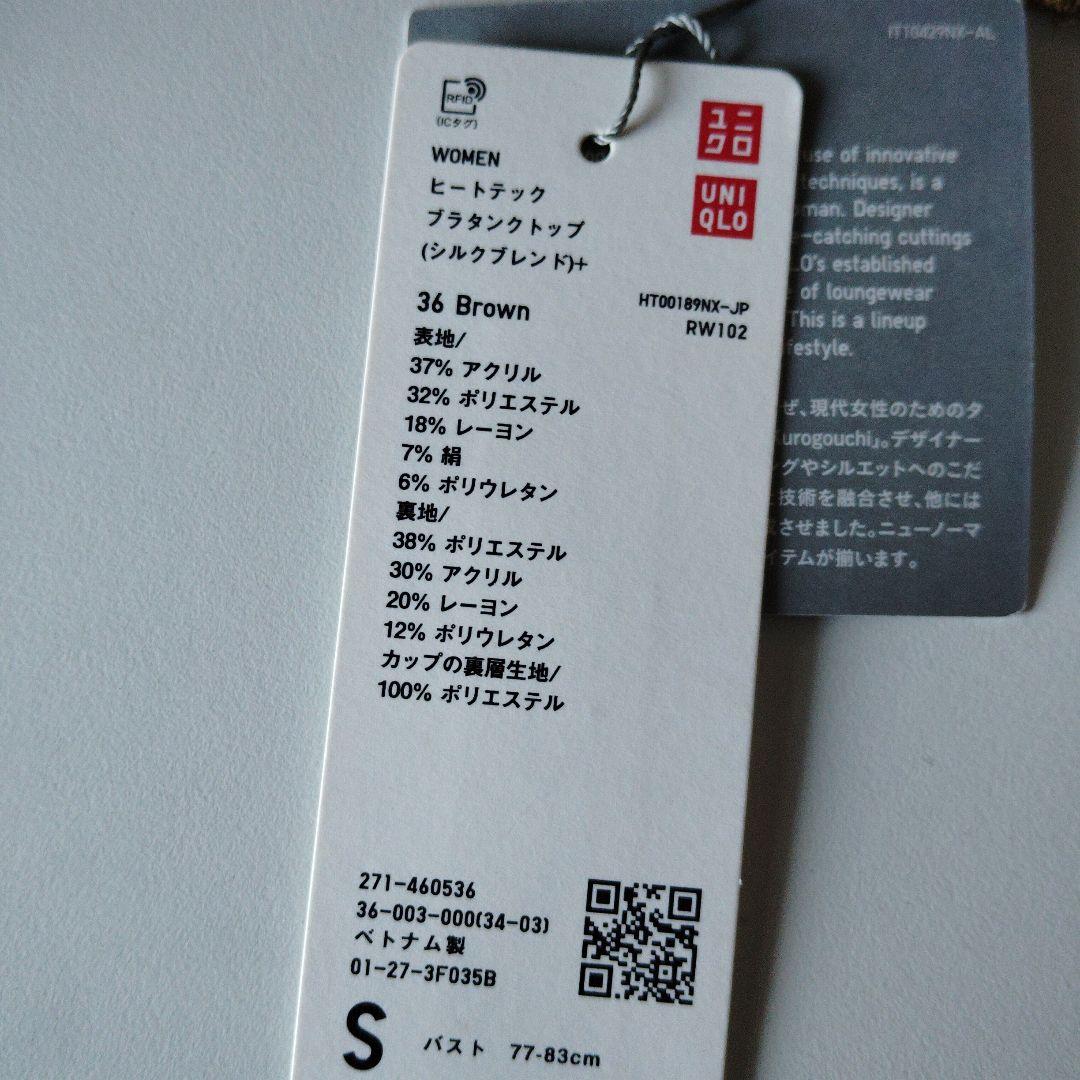 RFID
(ICタグ)
ユニ
クロ
UNI
QLO
WOMEN
ヒートテック
ブラタンクトップ
(シルクブレンド)+
36 Brown
HT00189NX-JP
RW102
表地/
37% アクリル
32% ポリエステル
18% レーヨン
7% 絹
6% ポリウレタン
裏地/
38% ポリエステル
30% アクリル
20% レーヨン
12% ポリウレタン
カップの裏層生地/
100% ポリエステル
271-460536
36-003-000(34-03)
ベトナム製
01-27-3F035B
S バスト 77-83cm
IT10429NX-AL
use of innovative
techniques, is a
man. Designer
-catching cuttings
LO's established
of loungewear
This is a lineup
festyle.
ぜ、現代女性のためのタ
urogouchi」。デザイナー
ングやシルエットへのこだ
技術を融合させ、他には
させました。ニューノーマ
イテムが揃います。